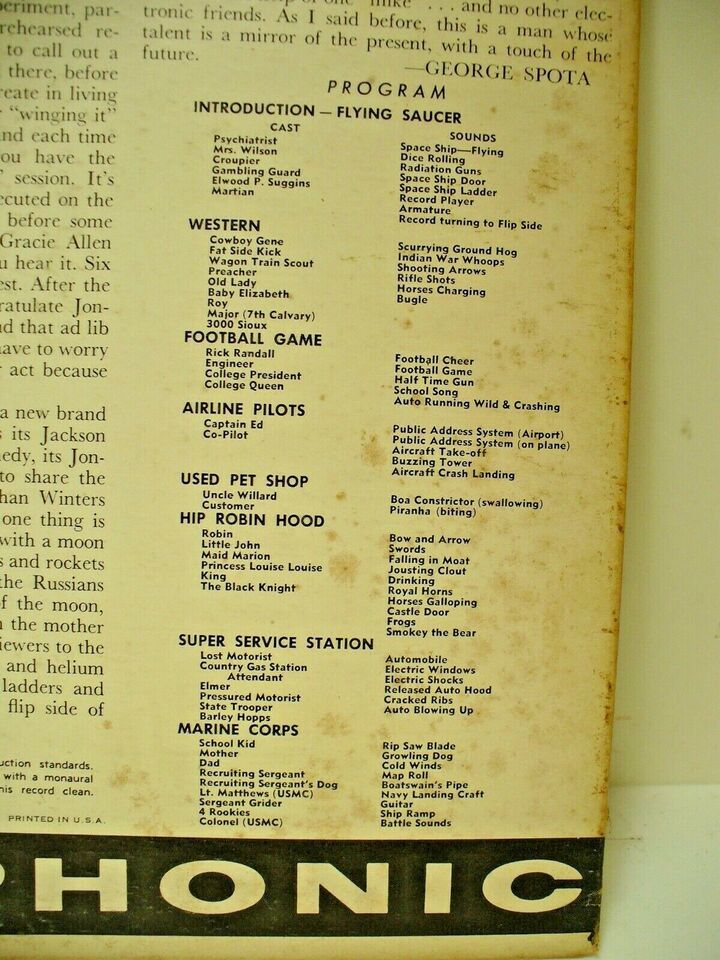 eriment, par-
rehearsed re-
to call out a
there, before
reate in living
"winging it"
nd each time
ou have the
session. It's
ecuted on the
before some
Gracie Allen
u hear it. Six
est. After the
ratulate Jon-
d that ad lib
have to worry
act because
a new brand
its Jackson
edy, its Jon-
to share the
than Winters
one thing is
with a moon
s and rockets
the Russians
f the moon,
n the mother
iewers to the
and helium
ladders and
flip side of
uction standards.
with a monaural
his record clean.
PRINTED IN U.S.A.
of one mike . . . and no other elec-
tronic friends. As I said before, this is a man whose
talent is a mirror of the present, with a touch of the
future.
—GEORGE SPOTA
PROGRAM
INTRODUCTION — FLYING SAUCER
CAST
Psychiatrist
Mrs. Wilson
Croupier
Gambling Guard
Elwood P. Suggins
Martian
SOUNDS
Space Ship—Flying
Dice Rolling
Radiation Guns
Space Ship Door
Space Ship Ladder
Record Player
Armature
Record turning to Flip Side
WESTERN
Cowboy Gene
Fat Side Kick
Wagon Train Scout
Preacher
Old Lady
Baby Elizabeth
Roy
Major (7th Calvary)
3000 Sioux
Scurrying Ground Hog
Indian War Whoops
Shooting Arrows
Rifle Shots
Horses Charging
Bugle
FOOTBALL GAME
Rick Randall
Engineer
College President
College Queen
Football Cheer
Football Game
Half Time Gun
School Song
Auto Running Wild & Crashing
AIRLINE PILOTS
Captain Ed
Co-Pilot
Public Address System (Airport)
Public Address System (on plane)
Aircraft Take-off
Buzzing Tower
Aircraft Crash Landing
USED PET SHOP
Uncle Willard
Customer
Boa Constrictor (swallowing)
Piranha (biting)
HIP ROBIN HOOD
Robin
Little John
Maid Marion
Princess Louise Louise
King
The Black Knight
Bow and Arrow
Swords
Falling in Moat
Jousting Clout
Drinking
Royal Horns
Horses Galloping
Castle Door
Frogs
Smokey the Bear
SUPER SERVICE STATION
Lost Motorist
Country Gas Station
Attendant
Elmer
Pressured Motorist
State Trooper
Barley Hopps
Automobile
Electric Windows
Electric Shocks
Released Auto Hood
Cracked Ribs
Auto Blowing Up
MARINE CORPS
School Kid
Mother
Dad
Recruiting Sergeant
Recruiting Sergeant's Dog
Lt. Matthews (USMC)
Sergeant Grider
4 Rookies
Colonel (USMC)
Rip Saw Blade
Growling Dog
Cold Winds
Map Roll
Boatswain's Pipe
Navy Landing Craft
Guitar
Ship Ramp
Battle Sounds
PHONIC